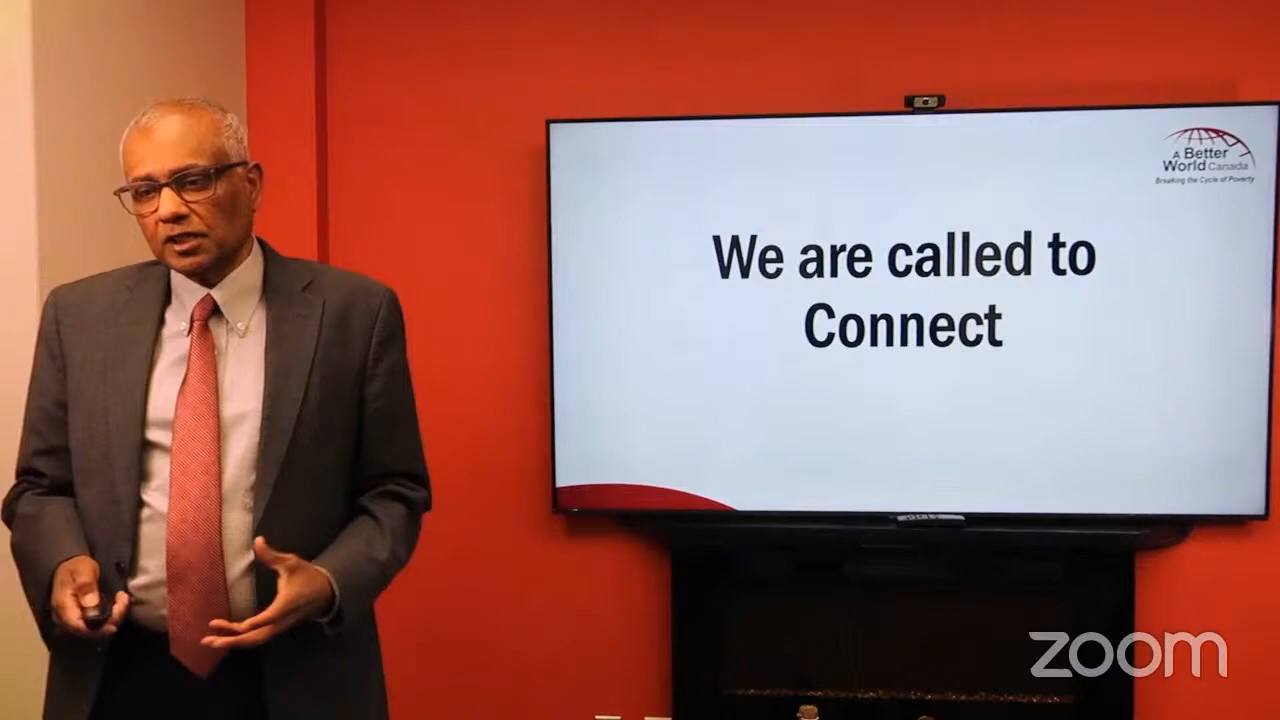 A Better
World Canada
Breaking the Cycle of Poverty
We are called to
Connect
zoom